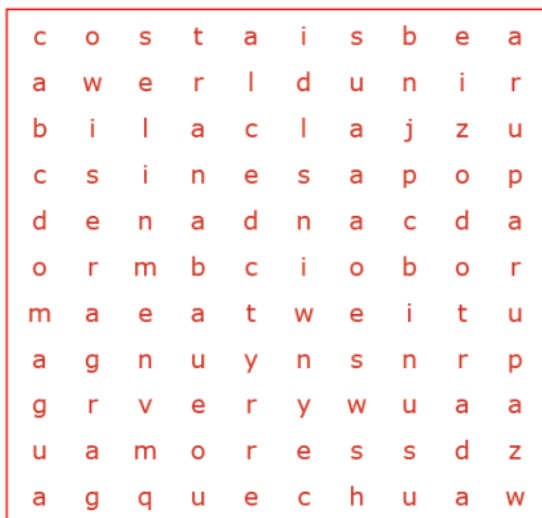 c o s t a i s b e a
a w e r l d u n i r
b i l a c l a j z u
c s i n e s a p o p
d e n a d n a c d a
o r m b c i o b o r
m a e a t w e i t u
a g n u y n s n r p
g r v e r y w u a a
u a m o r e s s d z
a g q u e c h u a w